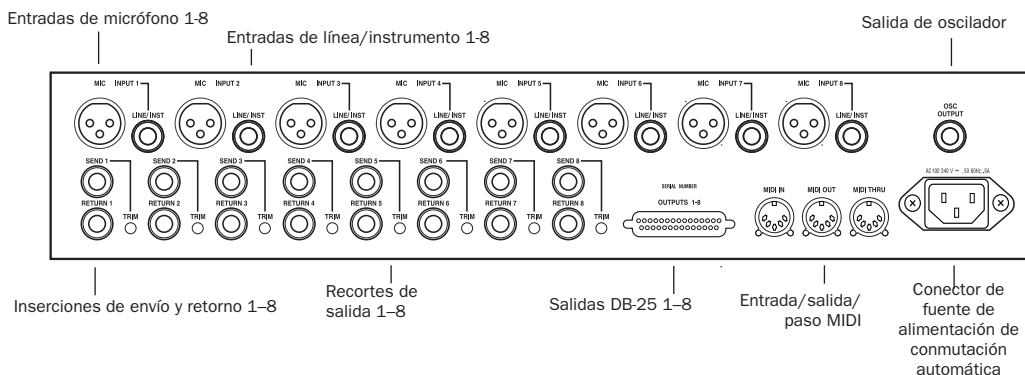 Entradas de micrófono 1-8
Entradas de línea/instrumento 1-8
Salida de oscilador
MIC INPUT 1 MIC INPUT 2 MIC INPUT 3 MIC INPUT 4 MIC INPUT 5 MIC INPUT 6 MIC INPUT 7 MIC INPUT 8
LINE/INST LINE/INST LINE/INST LINE/INST LINE/INST LINE/INST LINE/INST LINE/INST
OSC
OUTPUT
SEND 1 SEND 2 SEND 3 SEND 4 SEND 5 SEND 6 SEND 7 SEND 8
AC 100 240 V ~ , 50 60Hz, .5A
SERIAL NUMBER
MIDI IN MIDI OUT MIDI THRU
RETURN 1 RETURN 2 RETURN 3 RETURN 4 RETURN 5 RETURN 6 RETURN 7 RETURN 8
OUTPUTS 1-8
TRIM TRIM TRIM TRIM TRIM TRIM TRIM TRIM
Inserciones de envío y retorno 1–8
Recortes de
salida 1–8
Salidas DB-25 1–8
Entrada/salida/
paso MIDI
Conector de
fuente de
alimentación de
conmutación
automática